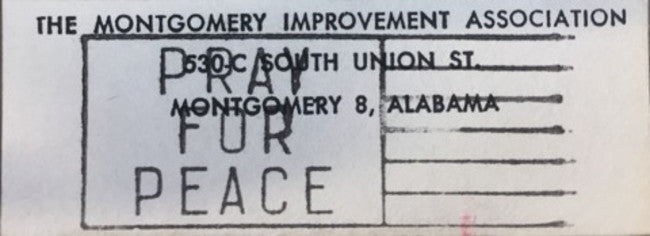 THE MONTGOMERY IMPROVEMENT ASSOCIATION
530-C SOUTH UNION ST.
MONTGOMERY 8, ALABAMA
PRAY
FOR
PEACE